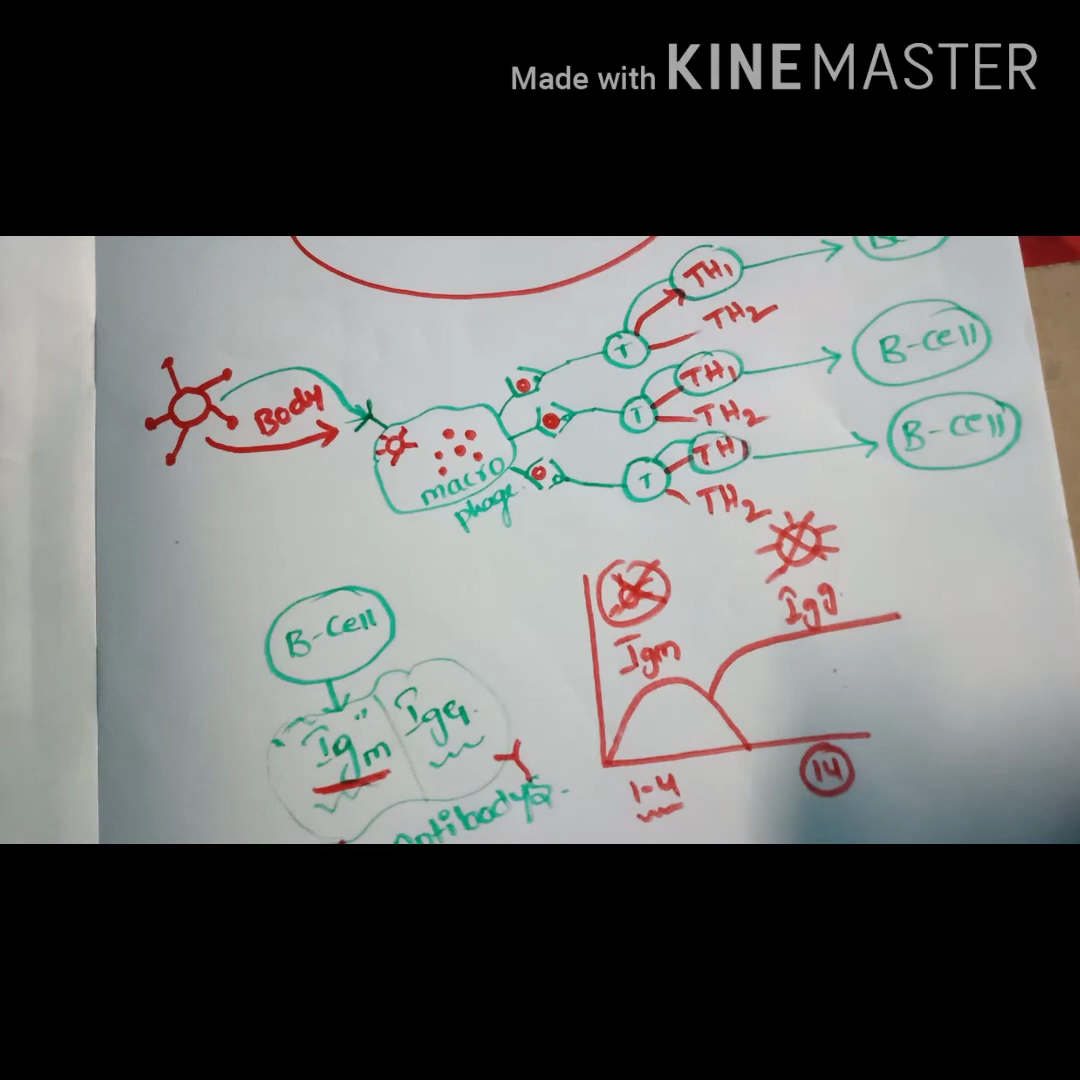 Made with KINEMASTER
TH1
TH2
T
Body
TH1
B-cell
T
TH2
TH1
B-cell
T
TH2
macro
phage.
B-Cell
Igm
Igg.
Igm
IgG.
1-4
14
Antibodys.